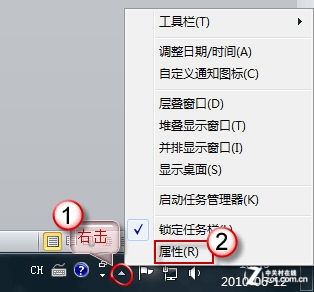 工具栏(T)
调整日期/时间(A)
自定义通知图标(C)
层叠窗口(D)
堆叠显示窗口(T)
并排显示窗口(I)
显示桌面(S)
启动任务管理器(K)
锁定任务栏(L)
属性(R)
1
2
右击
CH
2010-06-12
中关村在线